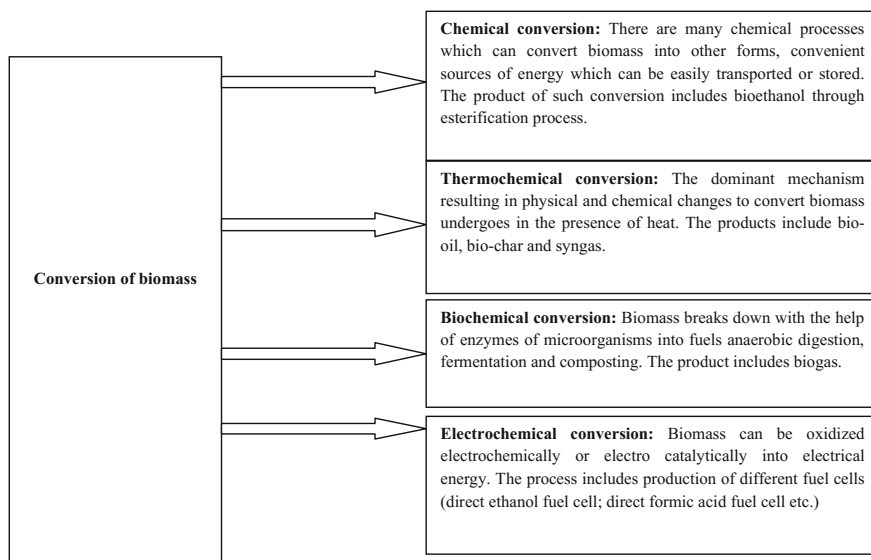 Conversion of biomass
Chemical conversion: There are many chemical processes
which can convert biomass into other forms, convenient
sources of energy which can be easily transported or stored.
The product of such conversion includes bioethanol through
esterification process.
Thermochemical conversion: The dominant mechanism
resulting in physical and chemical changes to convert biomass
undergoes in the presence of heat. The products include bio-
oil, bio-char and syngas.
Biochemical conversion: Biomass breaks down with the help
of enzymes of microorganisms into fuels anaerobic digestion,
fermentation and composting. The product includes biogas.
Electrochemical conversion: Biomass can be oxidized
electrochemically or electro catalytically into electrical
energy. The process includes production of different fuel cells
(direct ethanol fuel cell; direct formic acid fuel cell etc.)